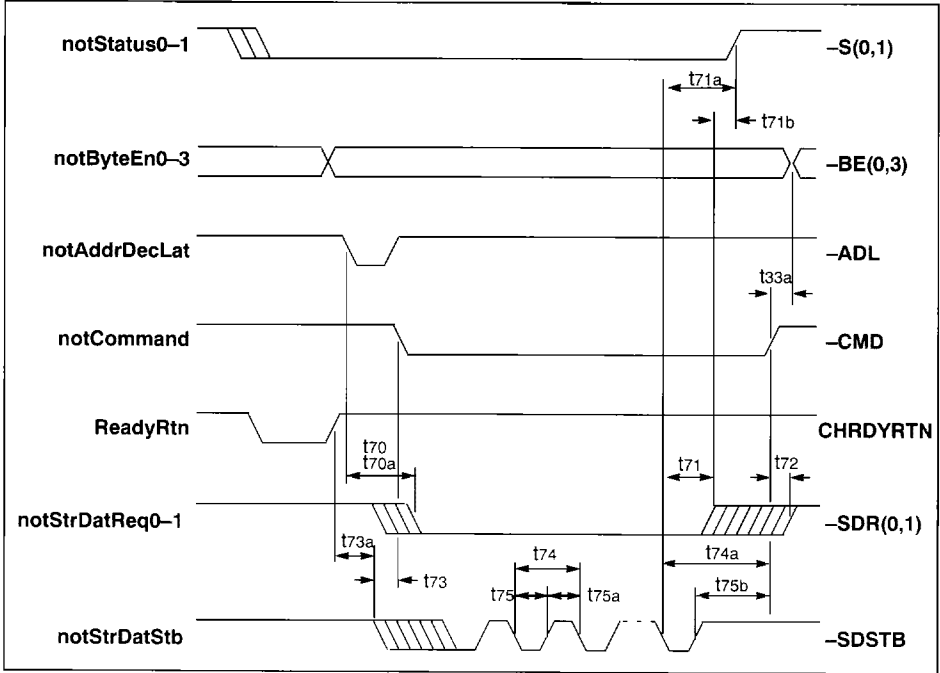 notStatus0–1
–S(0,1)
t71a
t71b
notByteEn0–3
–BE(0,3)
notAddrDecLat
–ADL
t33a
notCommand
–CMD
ReadyRtn
CHRDYRTN
t70
t70a
t71
t72
notStrDatReq0–1
–SDR(0,1)
t73a
t74
t74a
t73
t75
t75a
t75b
notStrDatStb
–SDSTB